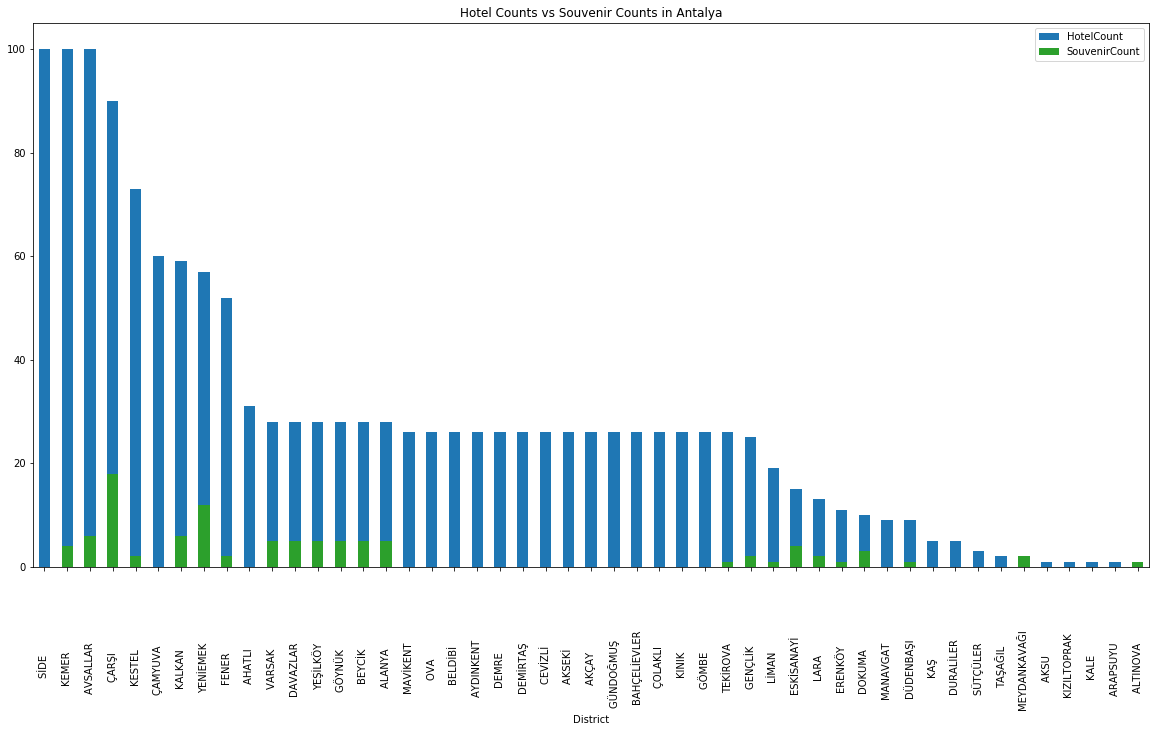 Hotel Counts vs Souvenir Counts in Antalya
HotelCount
SouvenirCount
100
80
60
40
20
0
SİDE
KEMER
AVSALLAR
ÇARŞI
KESTEL
ÇAMYUVA
KALKAN
YENİEMEK
FENER
AHATLI
VARSAK
DAVAZLAR
YEŞİLKÖY
GÖYNÜK
BEYCİK
ALANYA
MAVİKENT
OVA
BELDİBİ
AYDINKENT
DEMRE
DEMİRTAŞ
CEVİZLİ
AKSEKİ
AKÇAY
GÜNDOĞMUŞ
BAHÇELİEVLER
ÇOLAKLI
KINIK
GÖMBE
TEKİROVA
GENÇLİK
LİMAN
ESKİSANAYİ
LARA
ERENKÖY
DOKUMA
MANAVGAT
DÜDENBAŞI
KAŞ
DURALİLER
SÜTÇÜLER
TAŞAĞIL
MEYDANKAVAĞI
AKSU
KIZILTOPRAK
KALE
ARAPSUYU
ALTINOVA
District